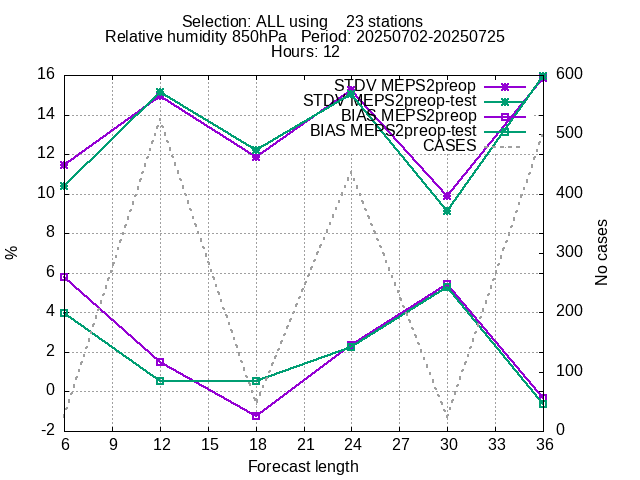 Selection: ALL using    23 stations
Relative humidity 850hPa   Period: 20250702-20250725
Hours: 12
STDV MEPS2preop
STDV MEPS2preop-test
BIAS MEPS2preop
BIAS MEPS2preop-test
CASES
16
14
12
10
8
6
4
2
0
-2
%
600
500
400
300
200
100
0
No cases
6 9 12 15 18 21 24 27 30 33 36
Forecast length